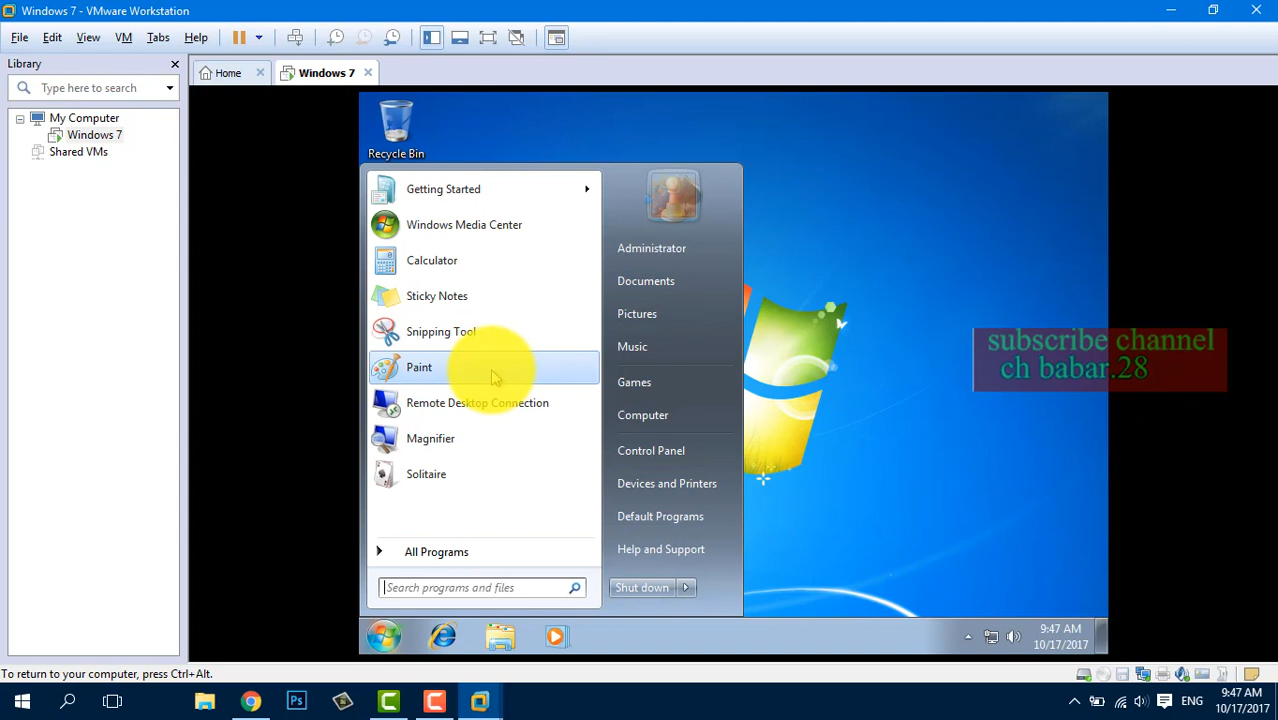 Windows 7 - VMware Workstation
File Edit View VM Tabs Help
Library
Type here to search
My Computer
Windows 7
Shared VMs
Home
Windows 7
Recycle Bin
Getting Started
Windows Media Center
Calculator
Sticky Notes
Snipping Tool
Paint
Remote Desktop Connection
Magnifier
Solitaire
All Programs
Search programs and files
Administrator
Documents
Pictures
Music
Games
Computer
Control Panel
Devices and Printers
Default Programs
Help and Support
Shut down
subscribe channel
ch babar.28
9:47 AM
10/17/2017
To return to your computer, press Ctrl+Alt.
Ps
ENG
9:47 AM
10/17/2017